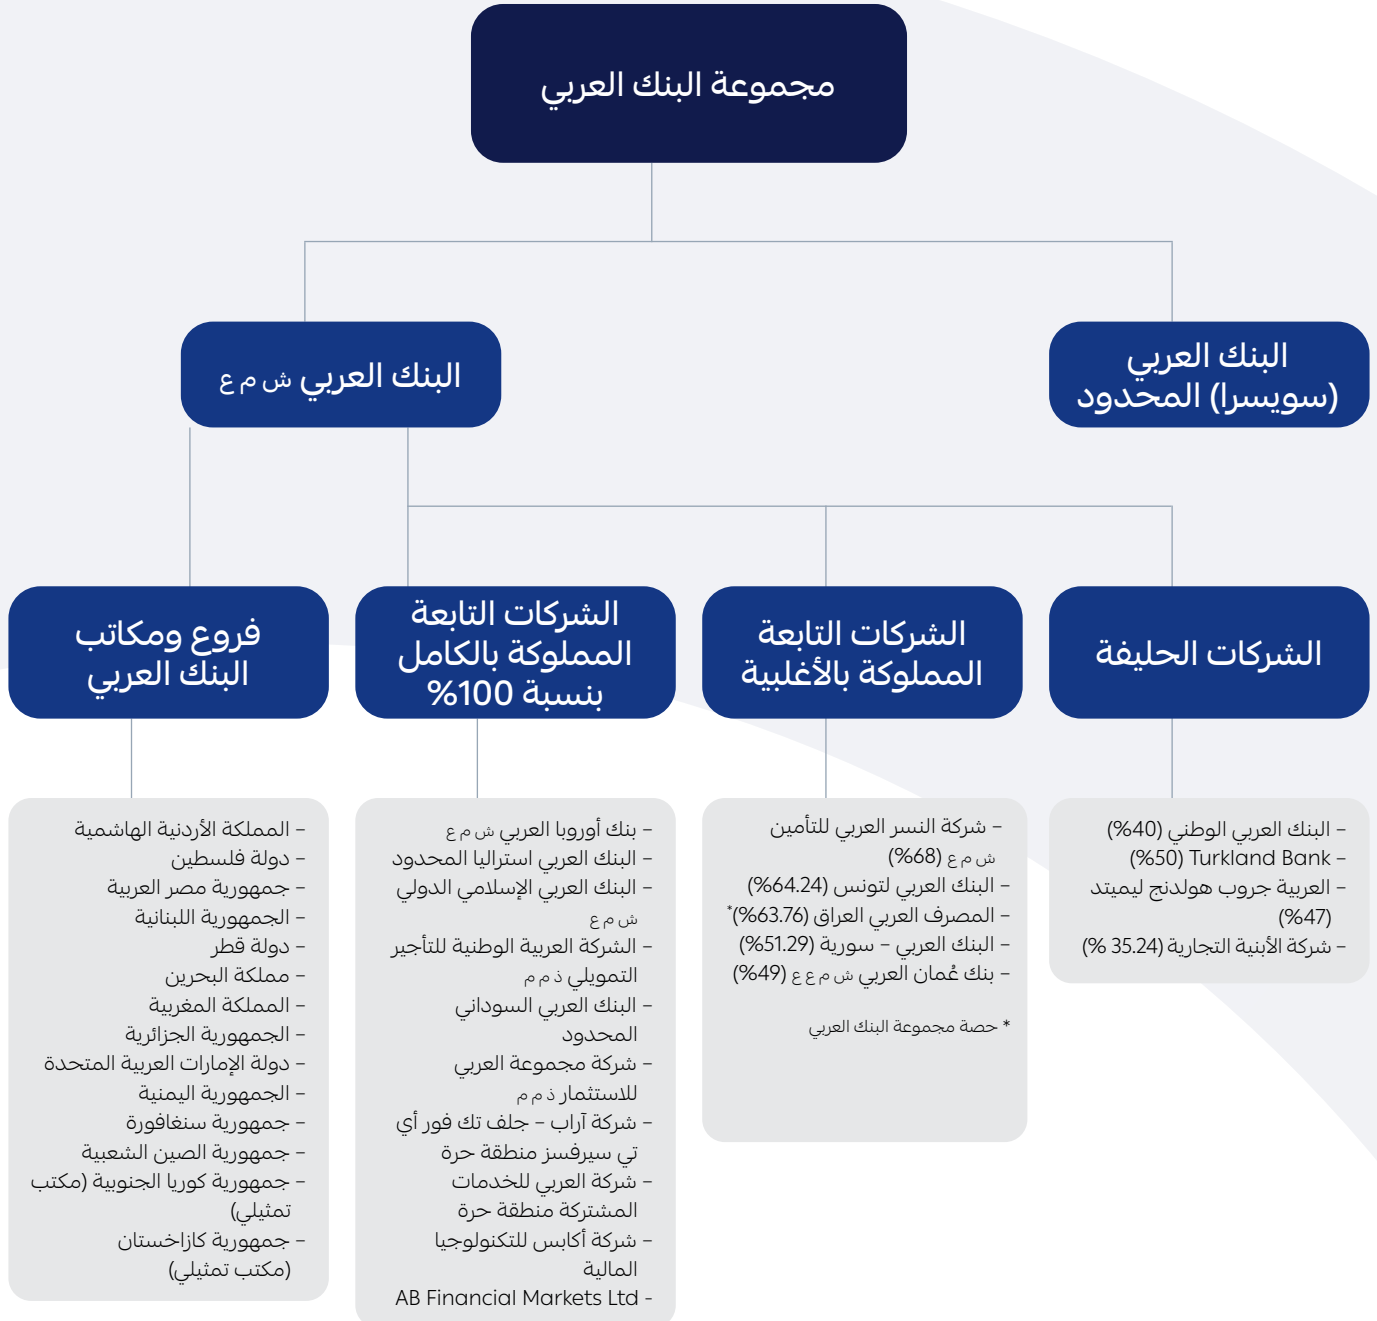 مجموعة البنك العربي
البنك العربي
(سويسرا) المحدود
البنك العربي ش م ع
الشركات الحليفة
– البنك العربي الوطني (40%)
– Turkland Bank (50%)
– العربية جروب هولدنج ليميتد
(47%)
– شركة الأبنية التجارية (35.24 %)
الشركات التابعة
المملوكة بالأغلبية
– شركة النسر العربي للتأمين
ش م ع (68%)
– البنك العربي لتونس (64.24%)
– المصرف العربي العراق (63.76%)*
– البنك العربي – سورية (51.29%)
– بنك عُمان العربي ش م ع ع (49%)
* حصة مجموعة البنك العربي
الشركات التابعة
المملوكة بالكامل
بنسبة 100%
– بنك أوروبا العربي ش م ع
– البنك العربي استراليا المحدود
– البنك العربي الإسلامي الدولي
ش م ع
– الشركة العربية الوطنية للتأجير
التمويلي ذ م م
– البنك العربي السوداني
المحدود
– شركة مجموعة العربي
للاستثمار ذ م م
– شركة آراب – جلف تك فور أي
تي سيرفسز منطقة حرة
– شركة العربي للخدمات
المشتركة منطقة حرة
– شركة أكابس للتكنولوجيا
المالية
- AB Financial Markets Ltd
فروع ومكاتب
البنك العربي
– المملكة الأردنية الهاشمية
– دولة فلسطين
– جمهورية مصر العربية
– الجمهورية اللبنانية
– دولة قطر
– مملكة البحرين
– المملكة المغربية
– الجمهورية الجزائرية
– دولة الإمارات العربية المتحدة
– الجمهورية اليمنية
– جمهورية سنغافورة
– جمهورية الصين الشعبية
– جمهورية كوريا الجنوبية (مكتب
تمثيلي)
– جمهورية كازاخستان
(مكتب تمثيلي)